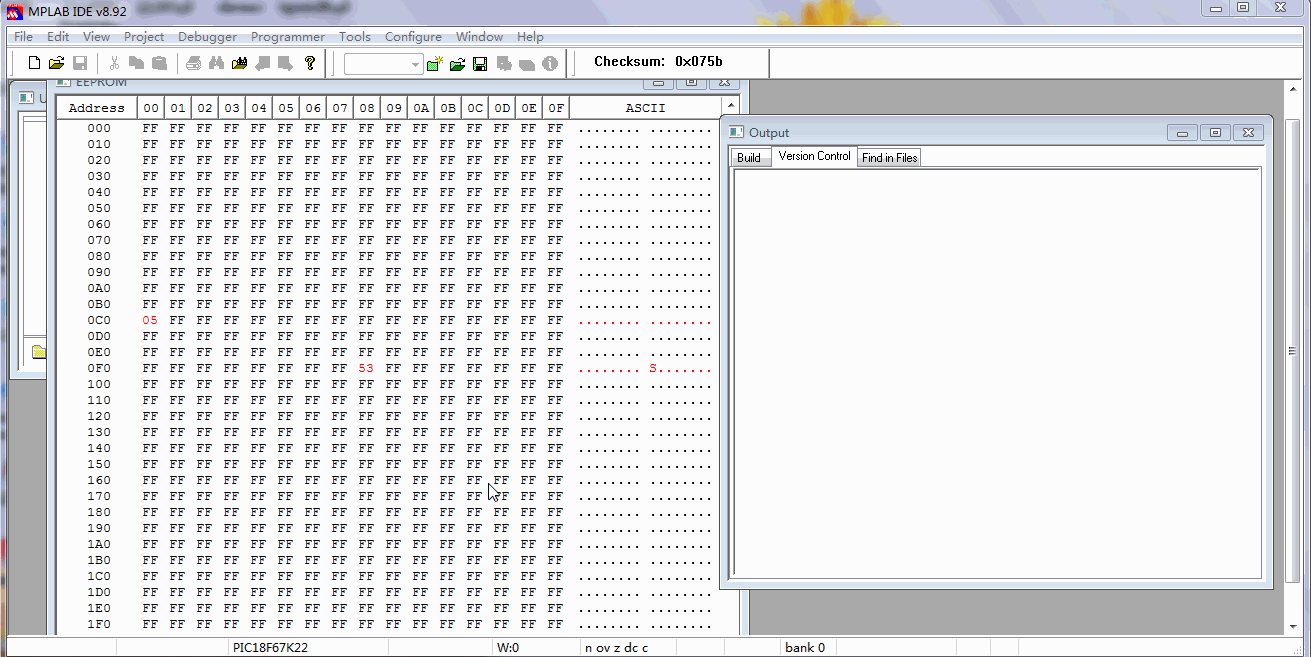 MPLAB IDE v8.92
File Edit View Project Debugger Programmer Tools Configure Window Help
Checksum: 0x075b
EEPROM
Address 00 01 02 03 04 05 06 07 08 09 0A 0B 0C 0D 0E 0F ASCII
000 FF FF FF FF FF FF FF FF FF FF FF FF FF FF FF FF ........ ........
010 FF FF FF FF FF FF FF FF FF FF FF FF FF FF FF FF ........ ........
020 FF FF FF FF FF FF FF FF FF FF FF FF FF FF FF FF ........ ........
030 FF FF FF FF FF FF FF FF FF FF FF FF FF FF FF FF ........ ........
040 FF FF FF FF FF FF FF FF FF FF FF FF FF FF FF FF ........ ........
050 FF FF FF FF FF FF FF FF FF FF FF FF FF FF FF FF ........ ........
060 FF FF FF FF FF FF FF FF FF FF FF FF FF FF FF FF ........ ........
070 FF FF FF FF FF FF FF FF FF FF FF FF FF FF FF FF ........ ........
080 FF FF FF FF FF FF FF FF FF FF FF FF FF FF FF FF ........ ........
090 FF FF FF FF FF FF FF FF FF FF FF FF FF FF FF FF ........ ........
0A0 FF FF FF FF FF FF FF FF FF FF FF FF FF FF FF FF ........ ........
0B0 FF FF FF FF FF FF FF FF FF FF FF FF FF FF FF FF ........ ........
0C0 05 FF FF FF FF FF FF FF FF FF FF FF FF FF FF FF ........ ........
0D0 FF FF FF FF FF FF FF FF FF FF FF FF FF FF FF FF ........ ........
0E0 FF FF FF FF FF FF FF FF FF FF FF FF FF FF FF FF ........ ........
0F0 FF FF FF FF FF FF FF FF 53 FF FF FF FF FF FF FF ........ S.......
100 FF FF FF FF FF FF FF FF FF FF FF FF FF FF FF FF ........ ........
110 FF FF FF FF FF FF FF FF FF FF FF FF FF FF FF FF ........ ........
120 FF FF FF FF FF FF FF FF FF FF FF FF FF FF FF FF ........ ........
130 FF FF FF FF FF FF FF FF FF FF FF FF FF FF FF FF ........ ........
140 FF FF FF FF FF FF FF FF FF FF FF FF FF FF FF FF ........ ........
150 FF FF FF FF FF FF FF FF FF FF FF FF FF FF FF FF ........ ........
160 FF FF FF FF FF FF FF FF FF FF FF FF FF FF FF FF ........ ........
170 FF FF FF FF FF FF FF FF FF FF FF FF FF FF FF FF ........ ........
180 FF FF FF FF FF FF FF FF FF FF FF FF FF FF FF FF ........ ........
190 FF FF FF FF FF FF FF FF FF FF FF FF FF FF FF FF ........ ........
1A0 FF FF FF FF FF FF FF FF FF FF FF FF FF FF FF FF ........ ........
1B0 FF FF FF FF FF FF FF FF FF FF FF FF FF FF FF FF ........ ........
1C0 FF FF FF FF FF FF FF FF FF FF FF FF FF FF FF FF ........ ........
1D0 FF FF FF FF FF FF FF FF FF FF FF FF FF FF FF FF ........ ........
1E0 FF FF FF FF FF FF FF FF FF FF FF FF FF FF FF FF ........ ........
1F0 FF FF FF FF FF FF FF FF FF FF FF FF FF FF FF FF ........ ........
Output
Build Version Control Find in Files
PIC18F67K22 W:0 n ov z dc c bank 0